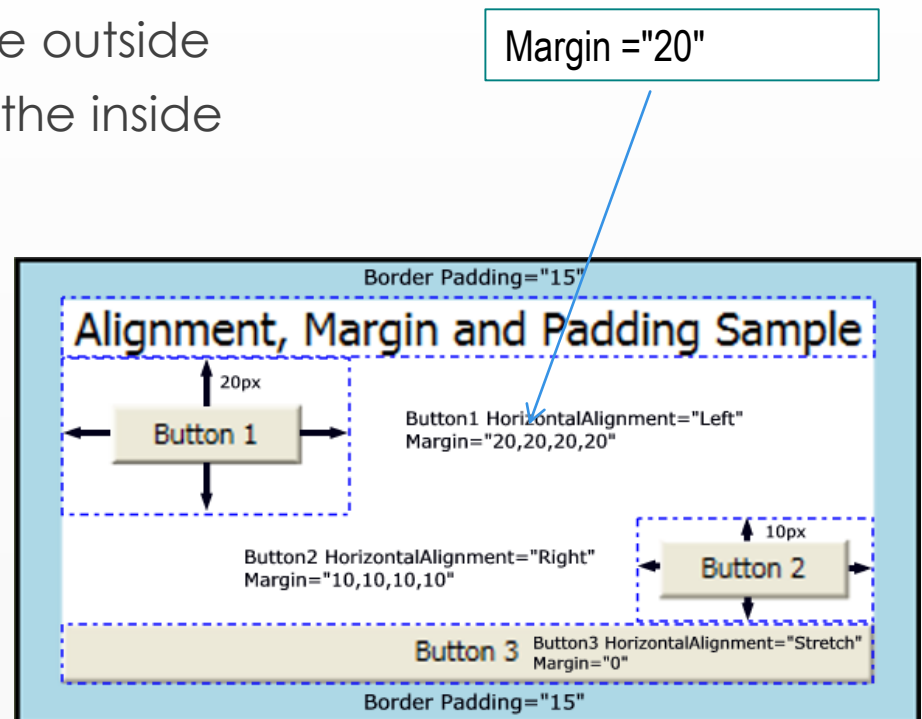 e outside
the inside
Margin ="20"
Border Padding="15"
Alignment, Margin and Padding Sample
20px
Button 1
Button1 HorizontalAlignment="Left"
Margin="20,20,20,20"
Button2 HorizontalAlignment="Right"
Margin="10,10,10,10"
10px
Button 2
Button 3
Button3 HorizontalAlignment="Stretch"
Margin="0"
Border Padding="15"